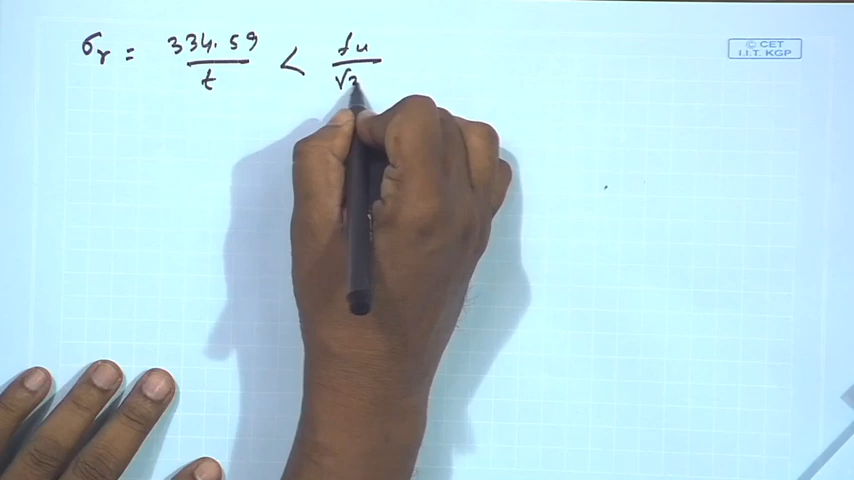 σr = 334.59 / t < fu / √3
© CET
I.I.T. KGP